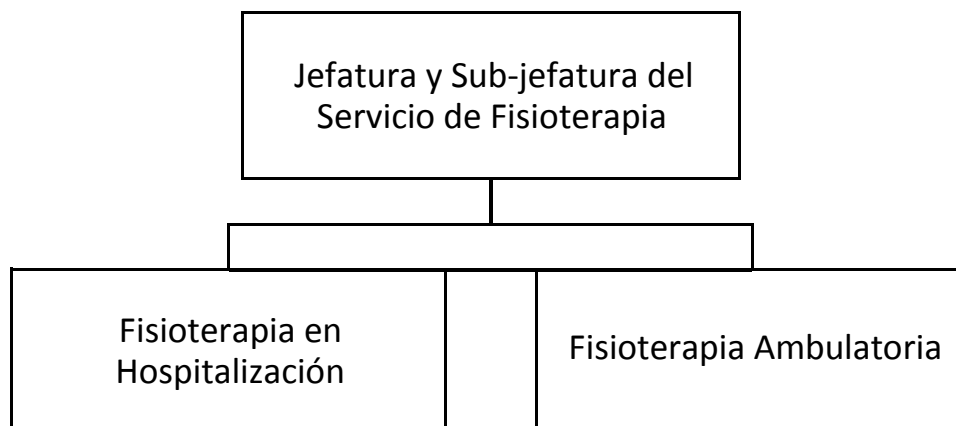 Jefatura y Sub-jefatura del
Servicio de Fisioterapia
Fisioterapia en
Hospitalización
Fisioterapia Ambulatoria